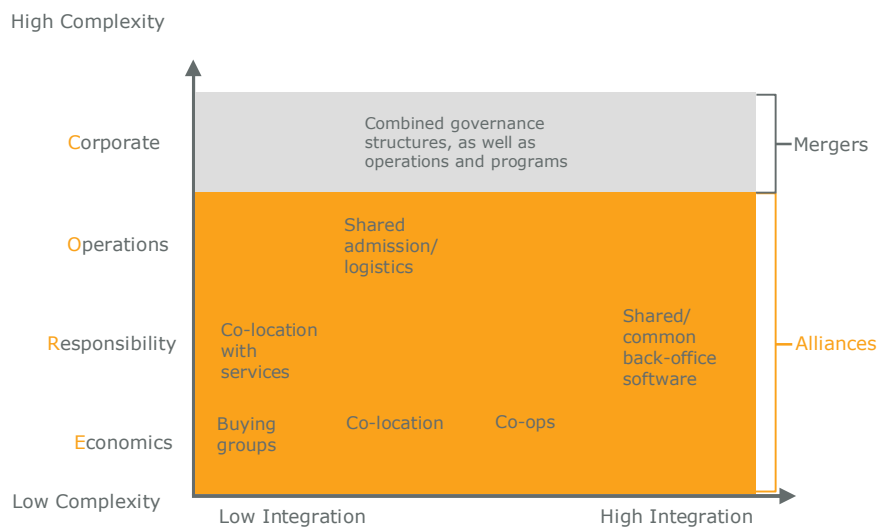 High Complexity
Corporate
Combined governance
structures, as well as
operations and programs
Mergers
Operations
Shared
admission/
logistics
Responsibility
Co-location
with
services
Shared/
common
back-office
software
Alliances
Economics
Buying
groups
Co-location
Co-ops
Low Complexity
Low Integration
High Integration